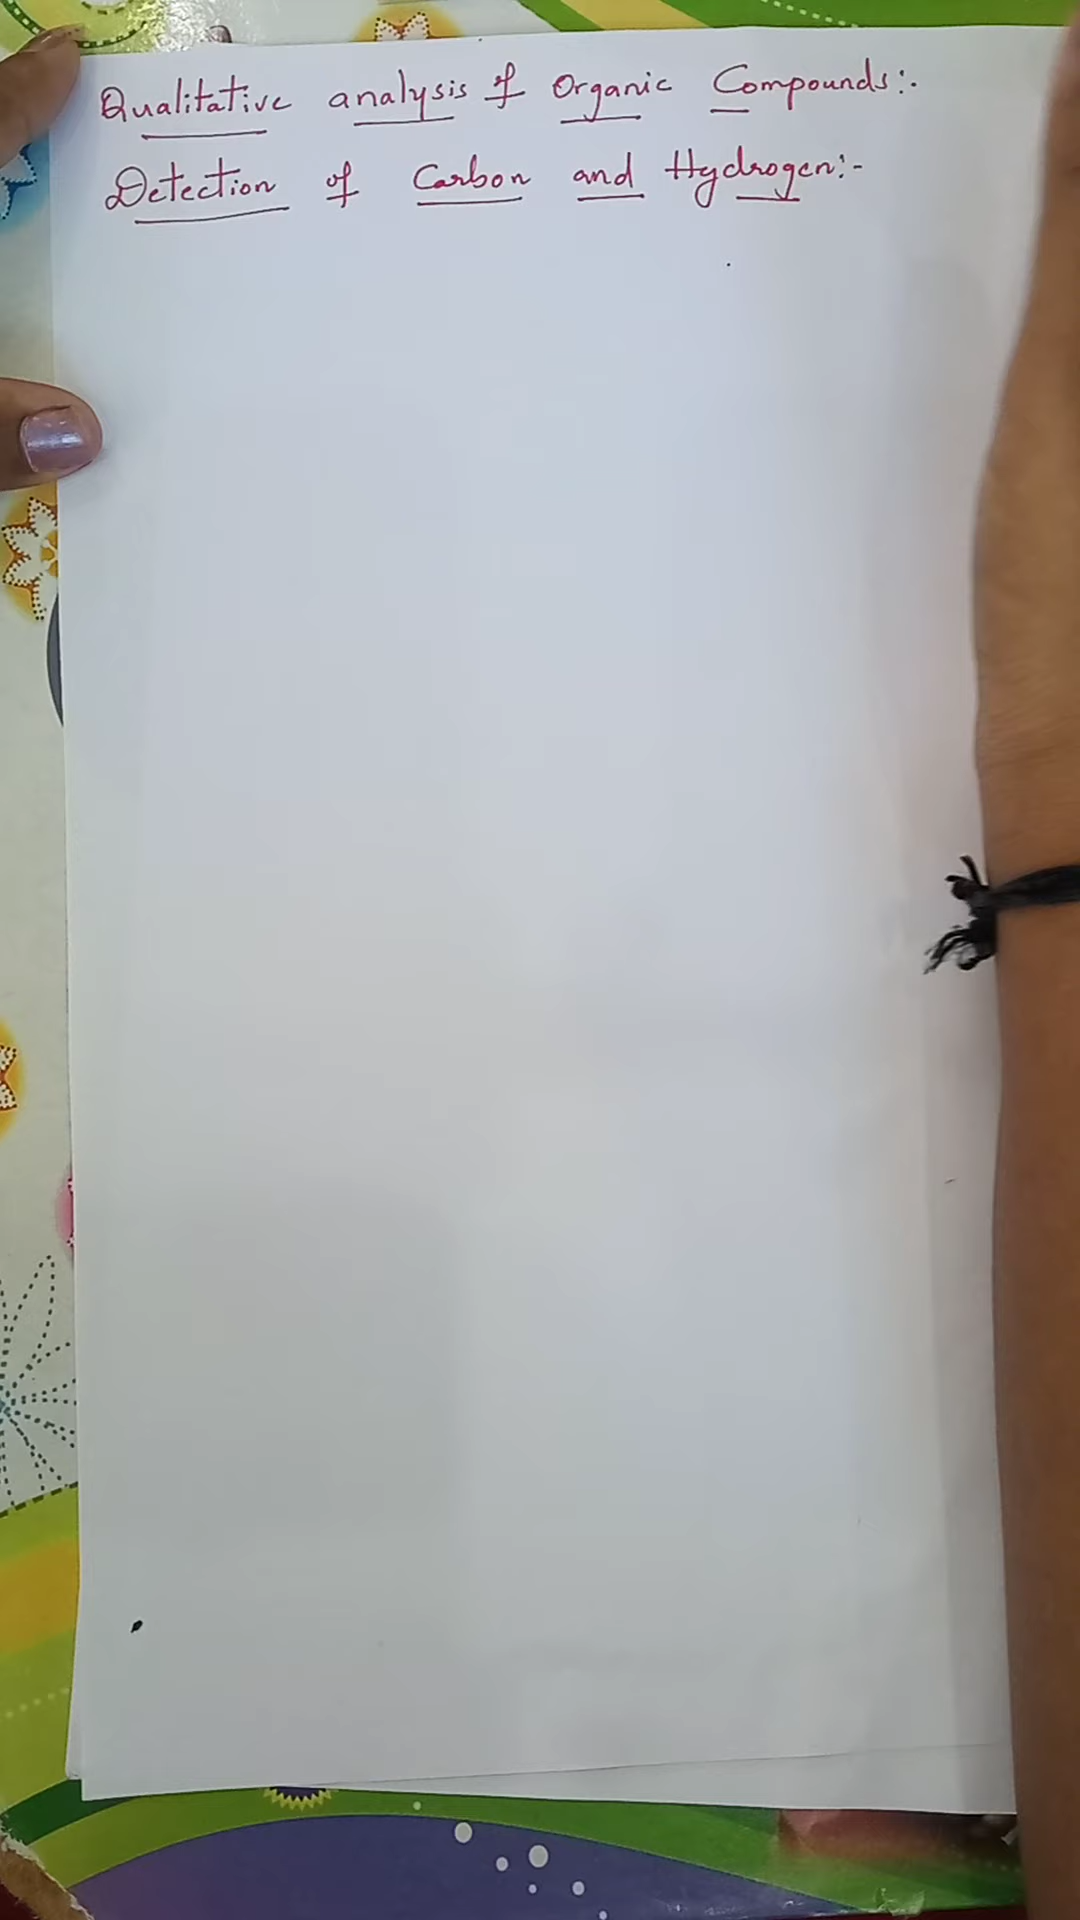 Qualitative analysis of Organic Compounds:-
Detection of Carbon and Hydrogen:-